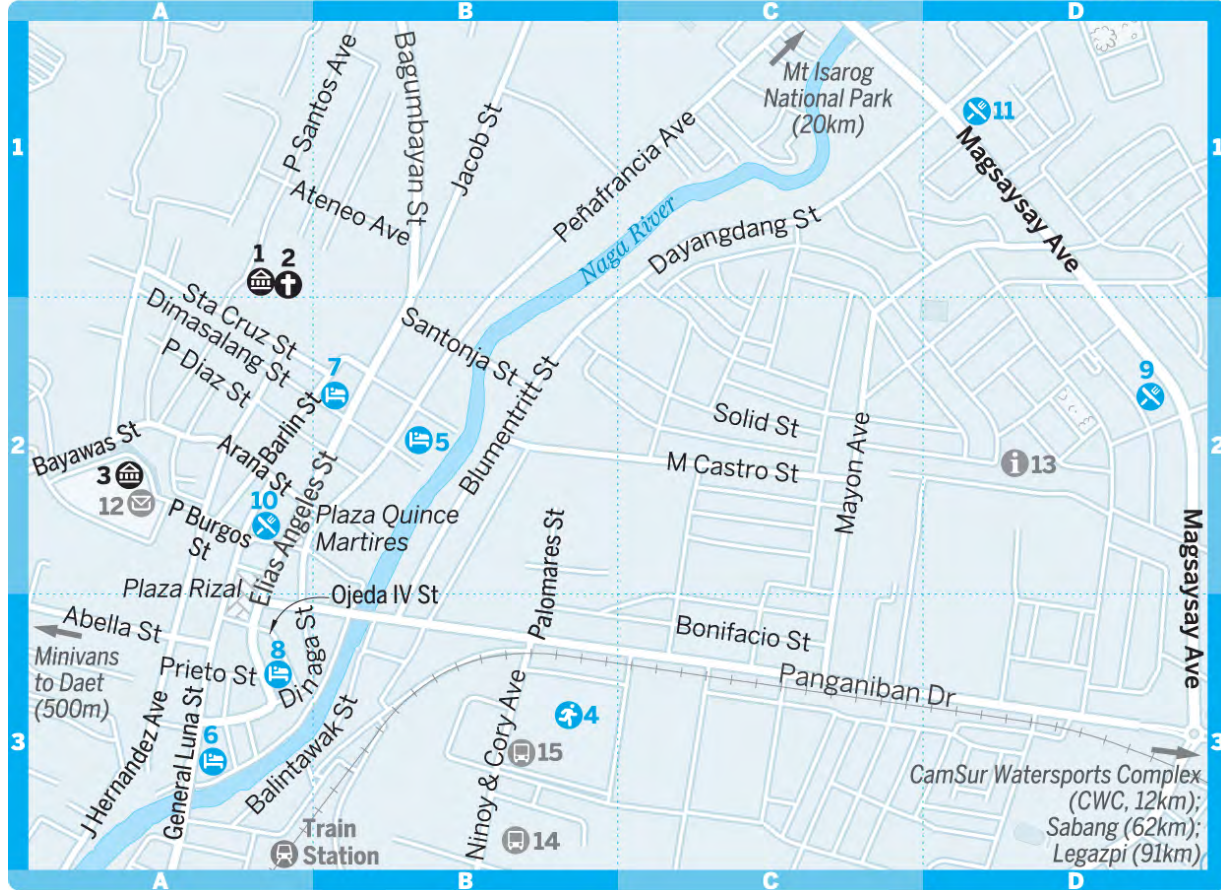 A
B
C
D
1
1
2
2
3
3
P Santos Ave
Bagumbayan St
Jacob St
Ateneo Ave
Peñafrancia Ave
Mt Isarog
National Park
(20km)
11
Magsaysay Ave
Naga River
Dayangdang St
1
2
Sta Cruz St
Dimasalang St
P Diaz St
Santonja St
7
Barlin St
5
Blumentritt St
Solid St
M Castro St
Mayon Ave
9
13
Bayawas St
3
12
Arana St
10
P Burgos
St
Elias Angeles St
Plaza Quince
Martires
Palomares St
Magsaysay Ave
Plaza Rizal
Ojeda IV St
Abella St
Minivans
to Daet
(500m)
Prieto St
8
Dinaga St
Bonifacio St
Panganiban Dr
J Hernandez Ave
General Luna St
6
Balintawak St
Ninoy & Cory Ave
4
15
14
Train
Station
CamSur Watersports Complex
(CWC, 12km);
Sabang (62km);
Legazpi (91km)
A
B
C
D